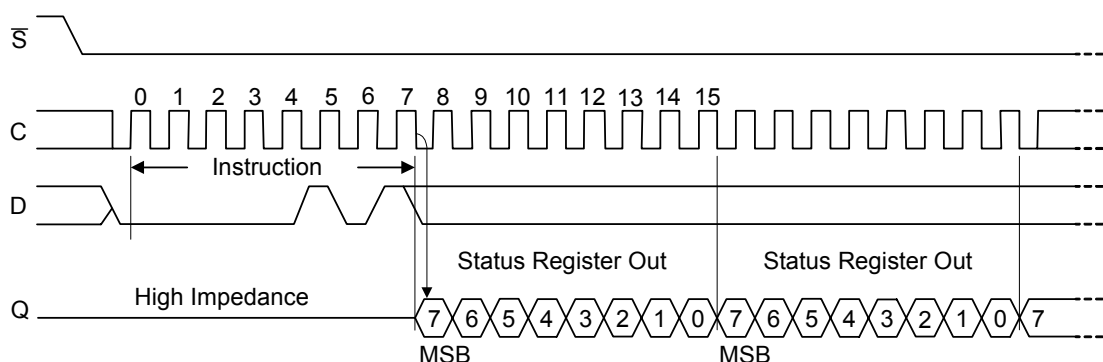 S
0 1 2 3 4 5 6 7 8 9 10 11 12 13 14 15
C
Instruction
D
Status Register Out Status Register Out
High Impedance
Q
7 6 5 4 3 2 1 0 7 6 5 4 3 2 1 0 7
MSB MSB